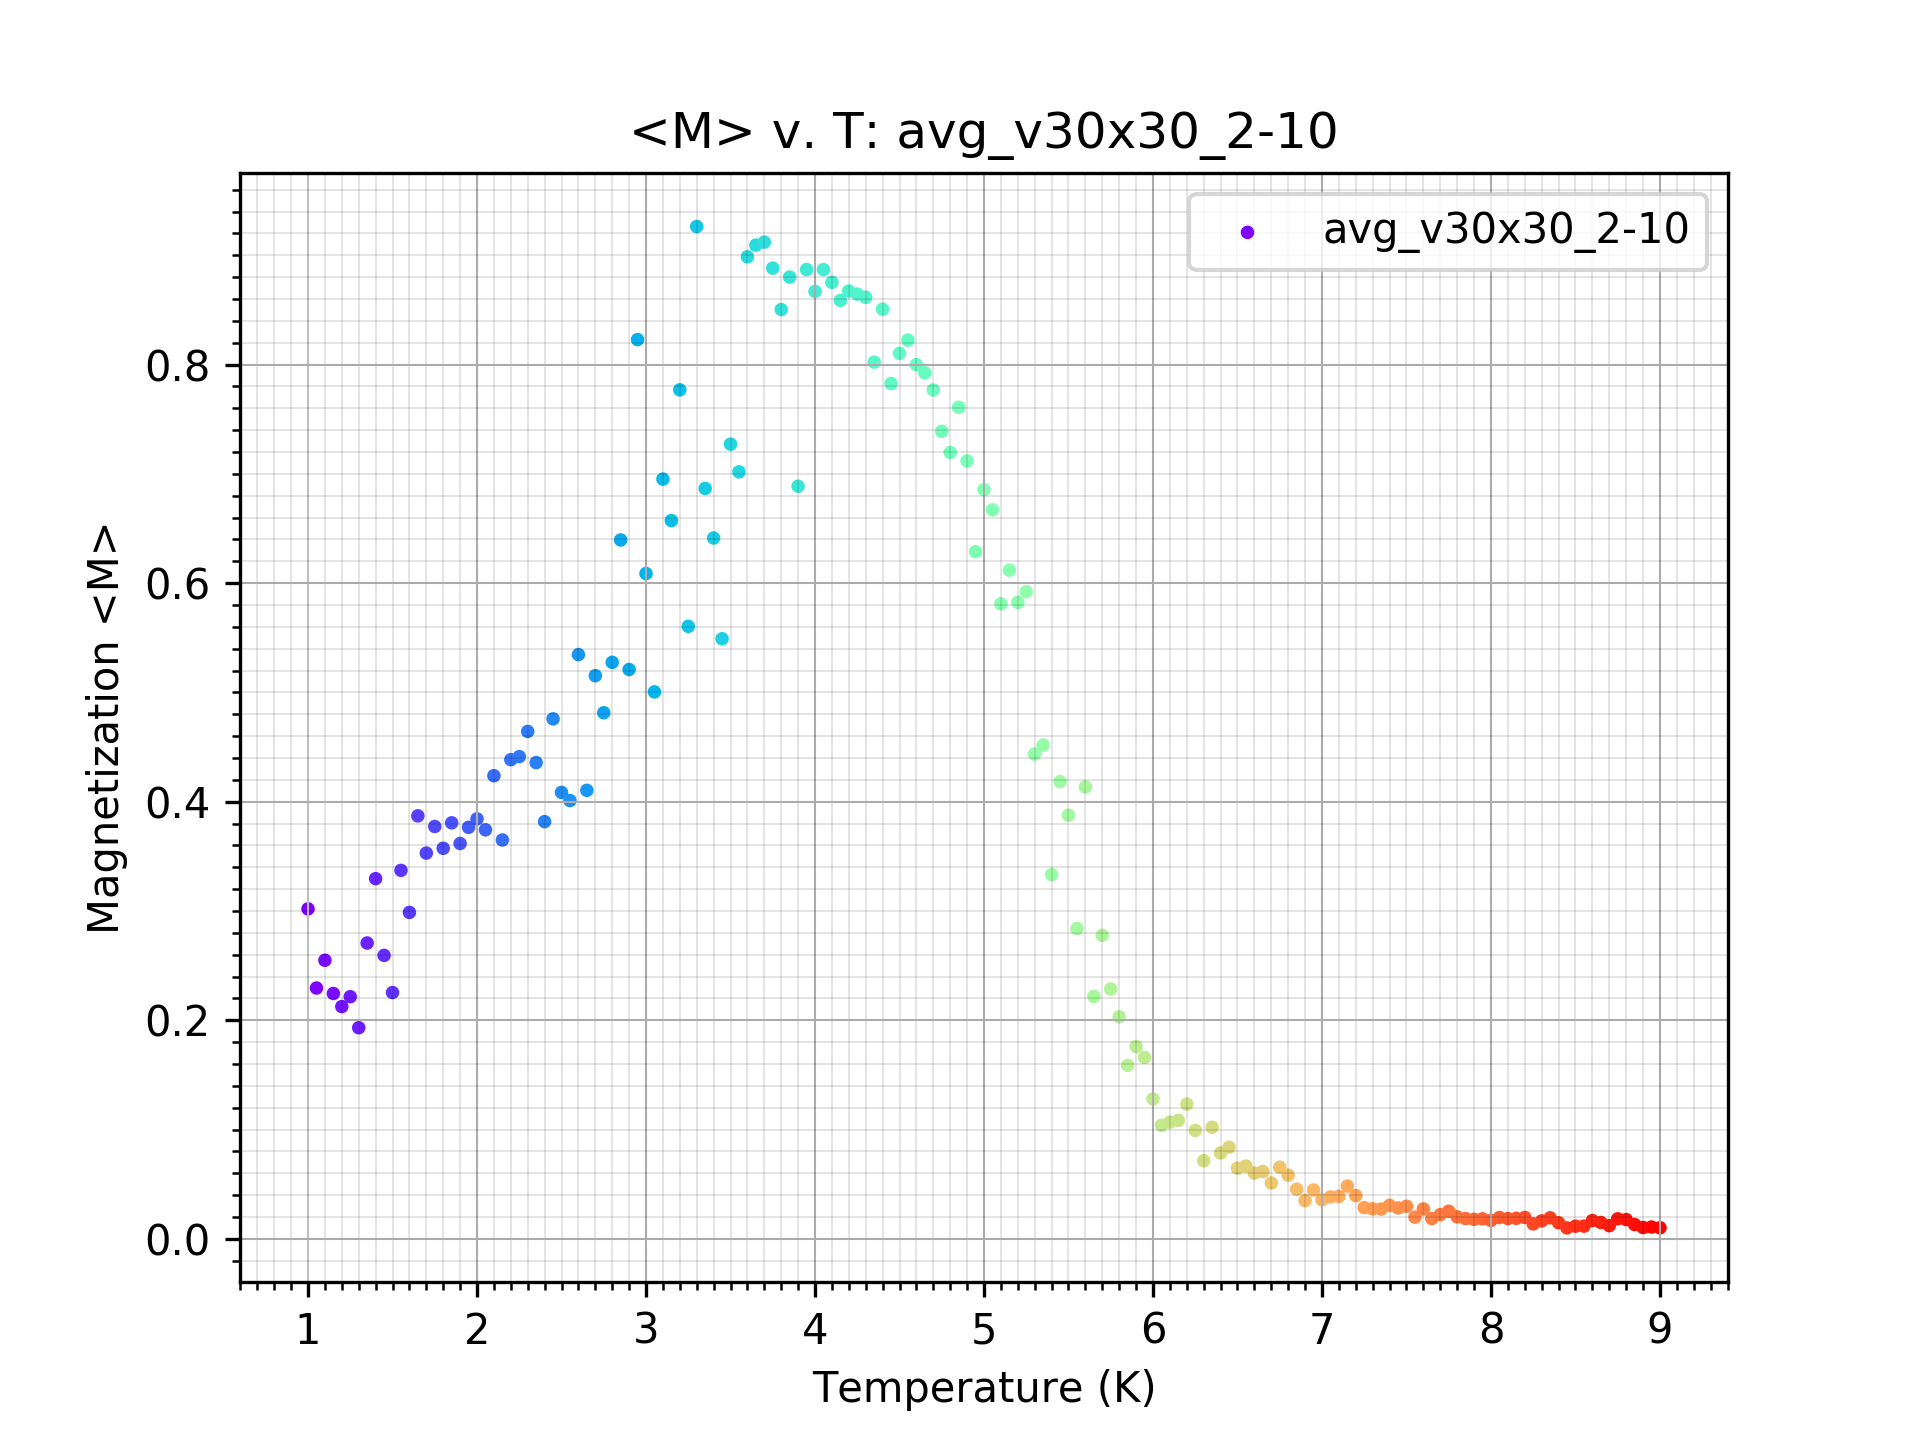 <M> v. T: avg_v30x30_2-10
avg_v30x30_2-10
Magnetization <M>
0.8
0.6
0.4
0.2
0.0
1 2 3 4 5 6 7 8 9
Temperature (K)